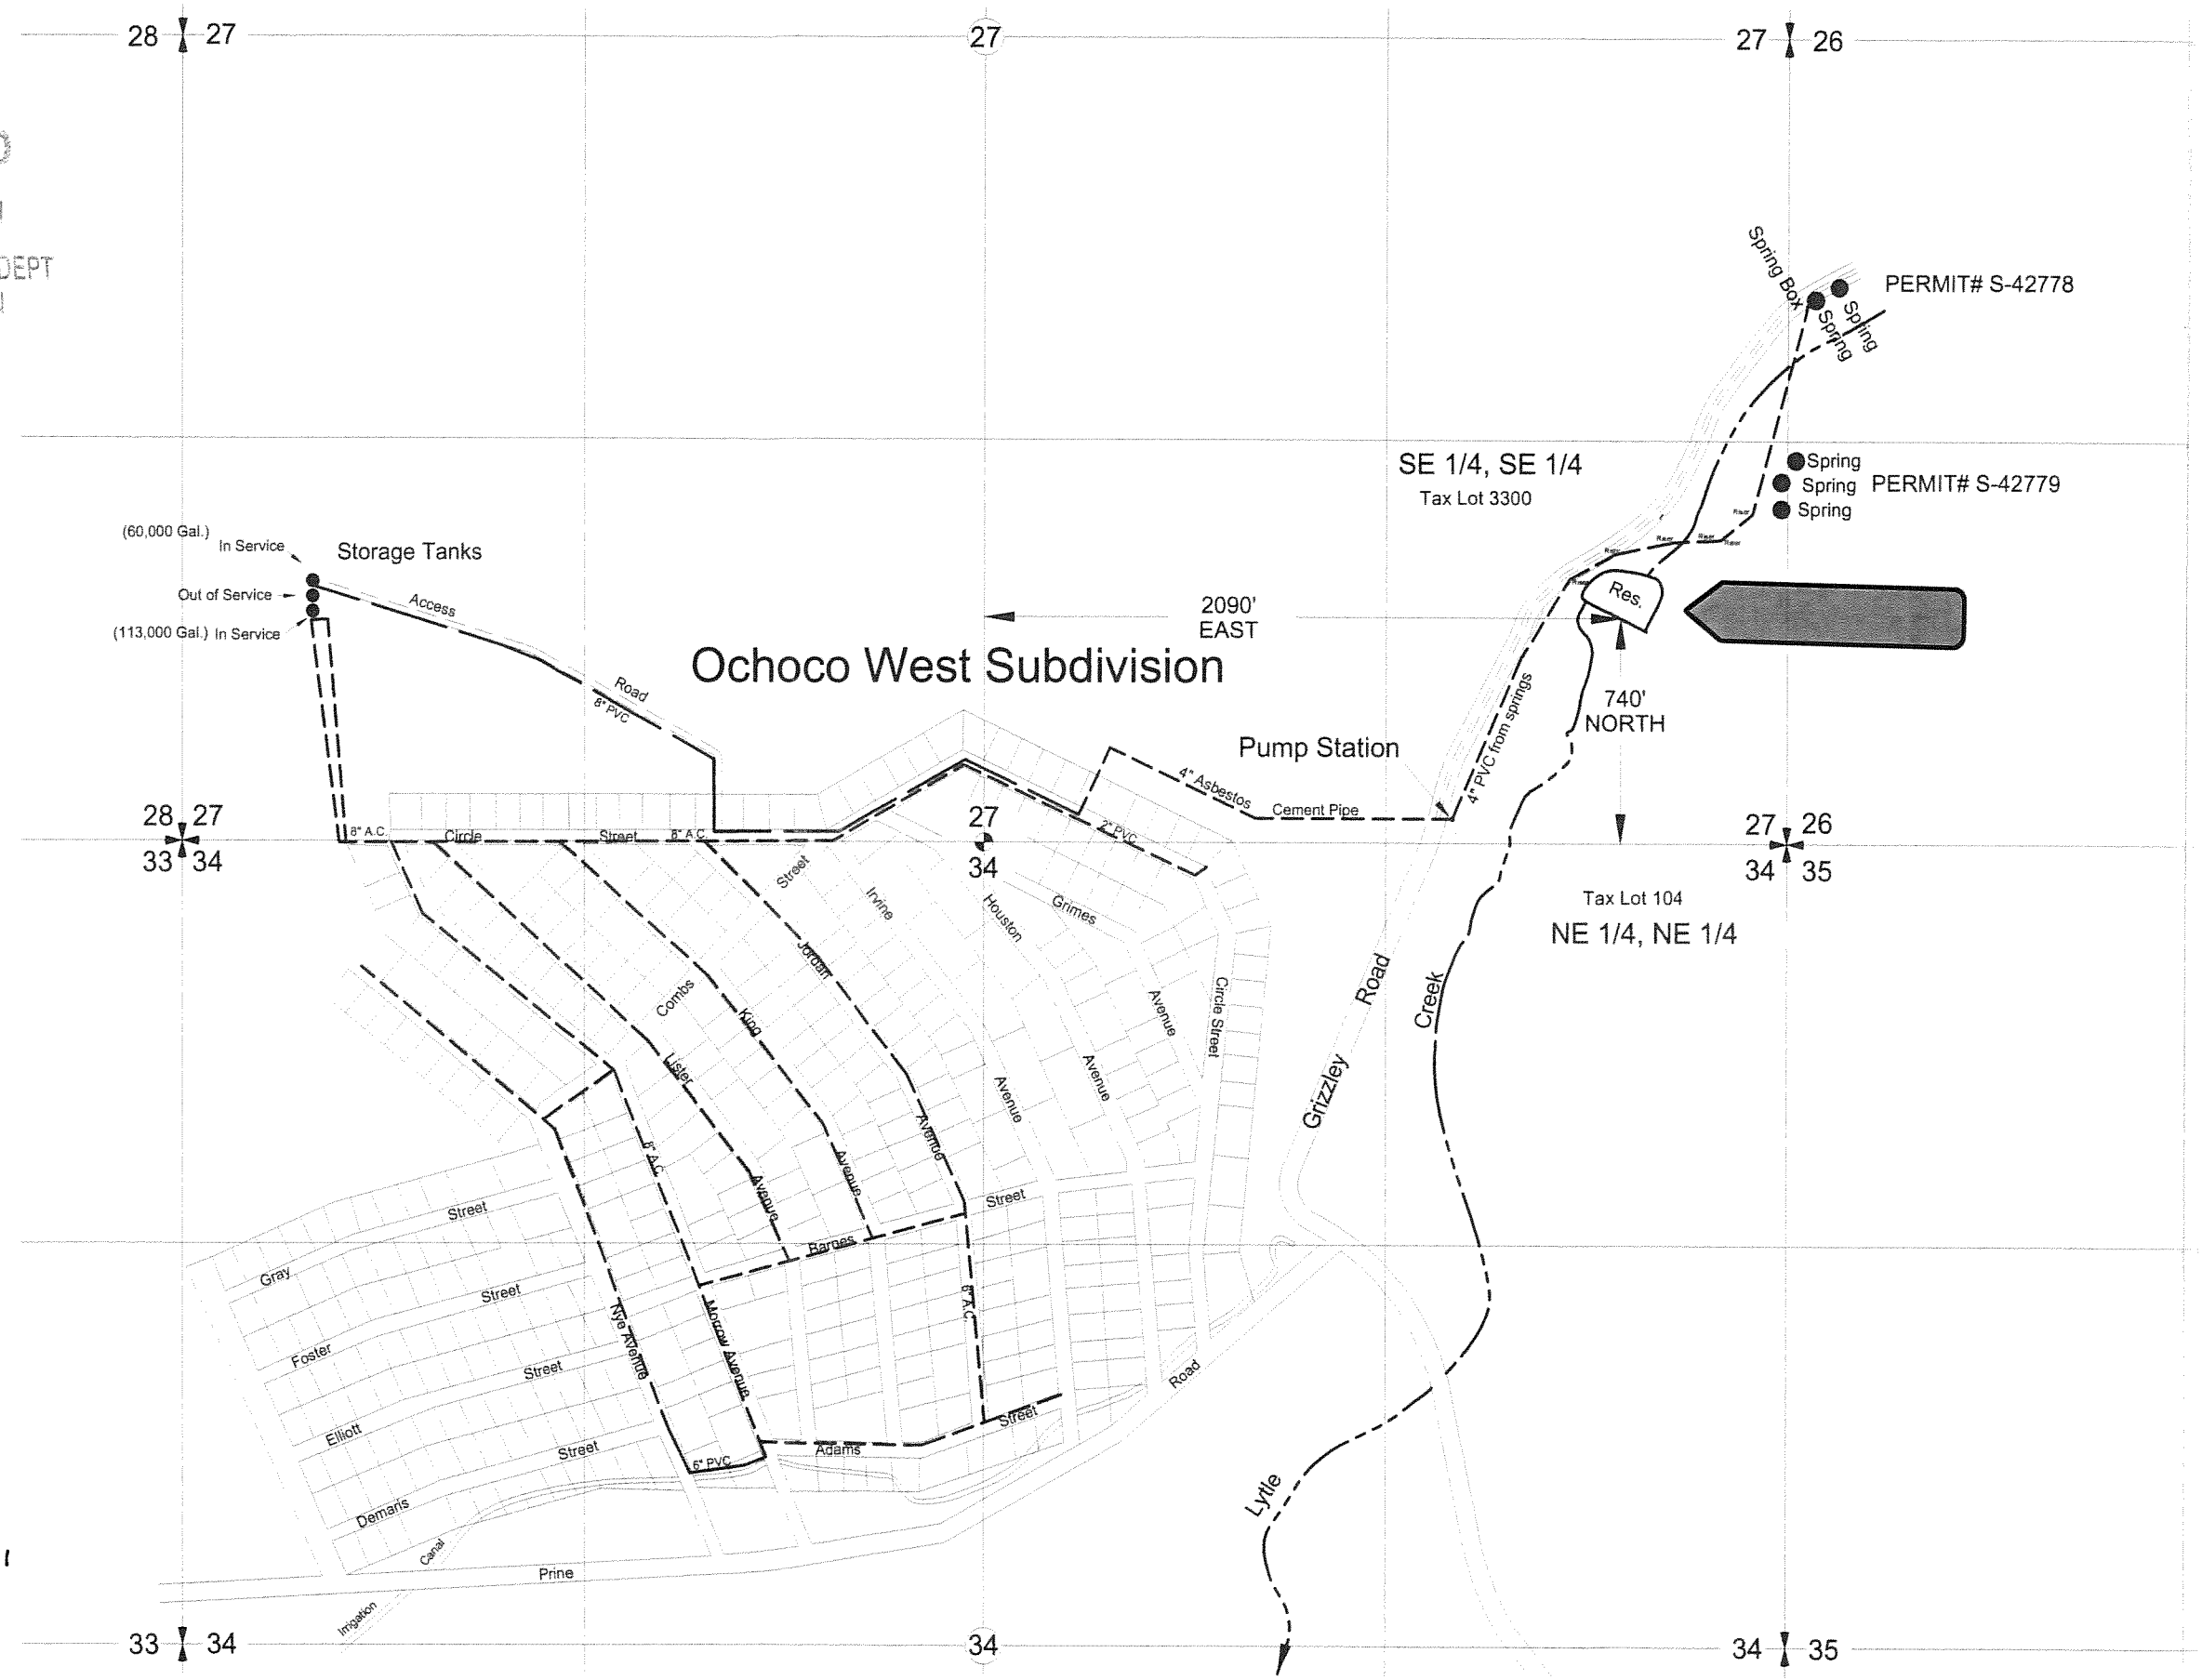 28 27
27
27 26
DEPT
Spring Box
Spring
Spring
PERMIT# S-42778
SE 1/4, SE 1/4
Tax Lot 3300
Spring
Spring PERMIT# S-42779
Spring
Riser
Riser
Riser
Riser
Riser
(60,000 Gal.)
In Service
Storage Tanks
Out of Service
(113,000 Gal.) In Service
Access
Road
8" PVC
2090'
EAST
Res.
Ochoco West Subdivision
740'
NORTH
4" PVC from springs
Pump Station
4" Asbestos
Cement Pipe
2" PVC
28 27
33 34
8" A.C.
Circle
Street
8" A.C.
27
34
27 26
34 35
Tax Lot 104
NE 1/4, NE 1/4
Street
Irvine
Houston
Grimes
Jordan
Combs
King
Lister
Avenue
Circle Street
Avenue
Avenue
Road
Creek
Grizzley
8" A.C.
Avenue
Avenue
Avenue
Street
Barnes
Street
Gray
Street
Foster
Street
Elliott
Street
Demaris
Nye Avenue
Morrow Avenue
6" A.C.
Street
Adams
6" PVC
Road
Lytle
Canal
Irrigation
Prine
33 34
34
34 35